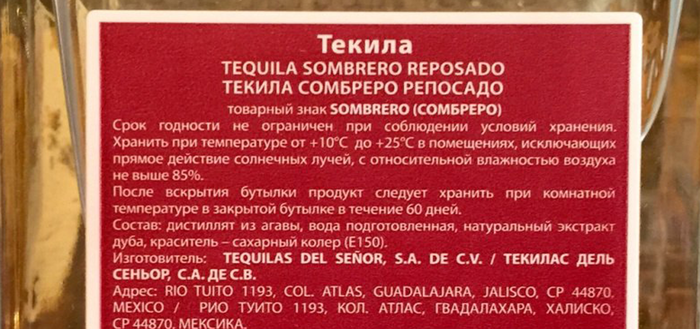 Текила
TEQUILA SOMBRERO REPOSADO
ТЕКИЛА СОМБРЕРО РЕПОСАДО
товарный знак SOMBRERO (СОМБРЕРО)
Срок годности не ограничен при соблюдении условий хранения.
Хранить при температуре от +10°C до +25°C в помещениях, исключающих
прямое действие солнечных лучей, с относительной влажностью воздуха
не выше 85%.
После вскрытия бутылки продукт следует хранить при комнатной
температуре в закрытой бутылке в течение 60 дней.
Состав: дистиллят из агавы, вода подготовленная, натуральный экстракт
дуба, краситель – сахарный колер (Е150).
Изготовитель: TEQUILAS DEL SEÑOR, S.A. DE C.V. / ТЕКИЛАС ДЕЛЬ
СЕНЬОР, С.А. ДЕ С.В.
Адрес: RIO TUITO 1193, COL. ATLAS, GUADALAJARA, JALISCO, CP 44870,
MEXICO / РИО ТУИТО 1193, КОЛ. АТЛАС, ГВАДАЛАХАРА, ХАЛИСКО,
СР 44870, МЕКСИКА.